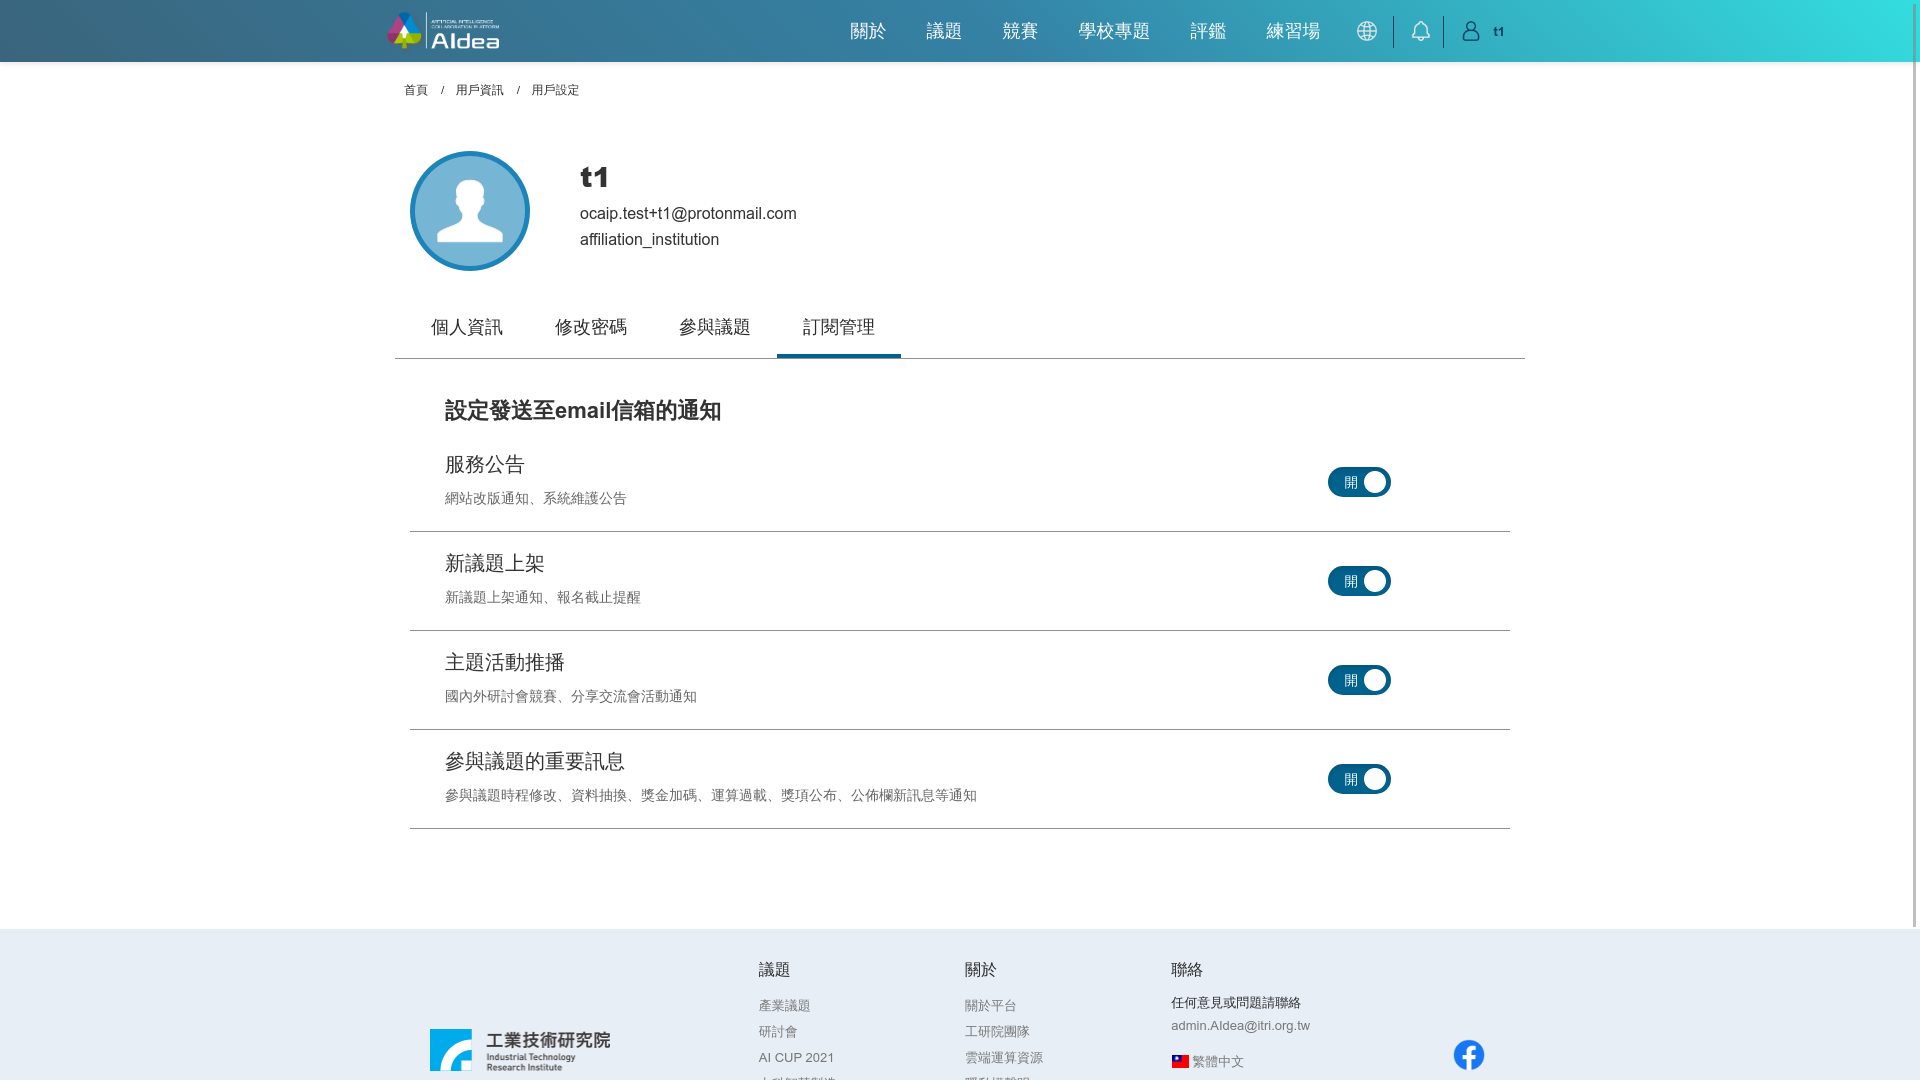 ARTIFICIAL INTELLIGENCE
COLLABORATION PLATFORM
AIdea
關於
議題
競賽
學校專題
評鑑
練習場
t1
首頁 / 用戶資訊 / 用戶設定
t1
ocaip.test+t1@protonmail.com
affiliation_institution
個人資訊
修改密碼
參與議題
訂閱管理
設定發送至email信箱的通知
服務公告
網站改版通知、系統維護公告
開
新議題上架
新議題上架通知、報名截止提醒
開
主題活動推播
國內外研討會競賽、分享交流會活動通知
開
參與議題的重要訊息
參與議題時程修改、資料抽換、獎金加碼、運算過載、獎項公布、公佈欄新訊息等通知
開
工業技術研究院
Industrial Technology
Research Institute
議題
產業議題
研討會
AI CUP 2021
關於
關於平台
工研院團隊
雲端運算資源
聯絡
任何意見或問題請聯絡
admin.AIdea@itri.org.tw
繁體中文